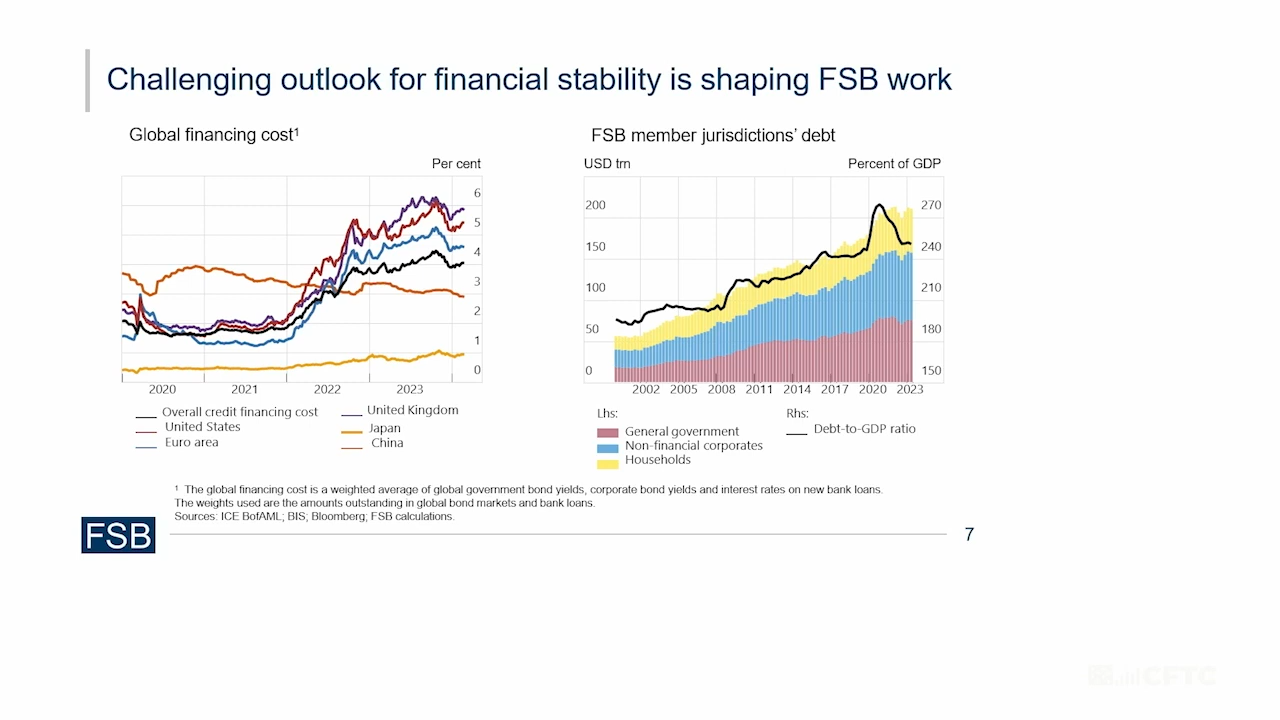 Challenging outlook for financial stability is shaping FSB work
Global financing cost¹
Per cent
6
5
4
3
2
1
0
2020 2021 2022 2023
Overall credit financing cost
United States
Euro area
United Kingdom
Japan
China
FSB member jurisdictions' debt
USD trn
Percent of GDP
200
150
100
50
0
270
240
210
180
150
2002 2005 2008 2011 2014 2017 2020 2023
Lhs:
General government
Non-financial corporates
Households
Rhs:
Debt-to-GDP ratio
¹ The global financing cost is a weighted average of global government bond yields, corporate bond yields and interest rates on new bank loans.
The weights used are the amounts outstanding in global bond markets and bank loans.
Sources: ICE BofAML; BIS; Bloomberg; FSB calculations.
FSB
7
CFTC